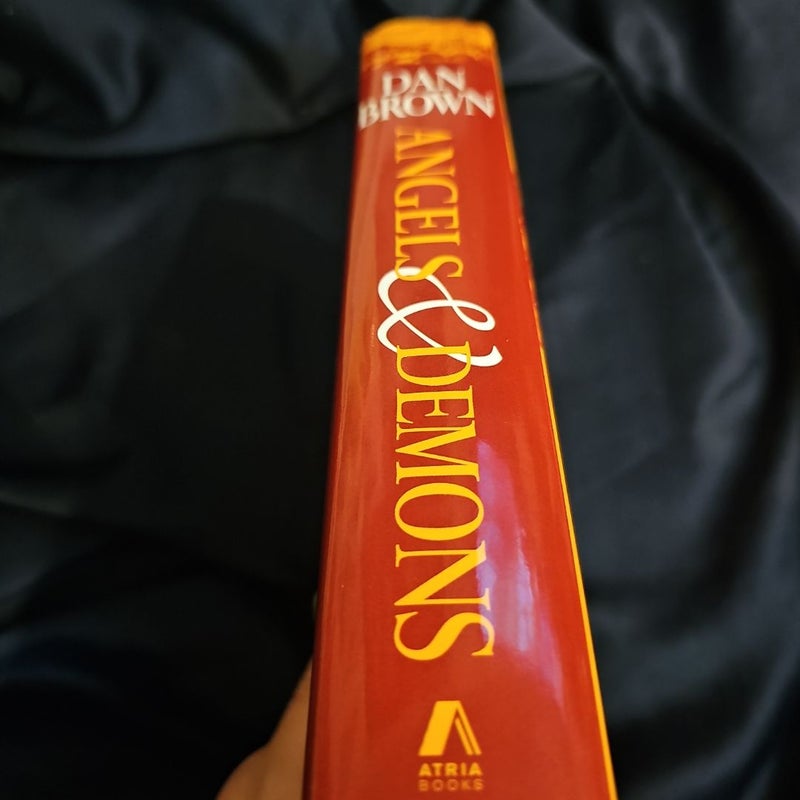 DAN
BROWN
ANGELS
&
DEMONS
ATRIA
BOOKS